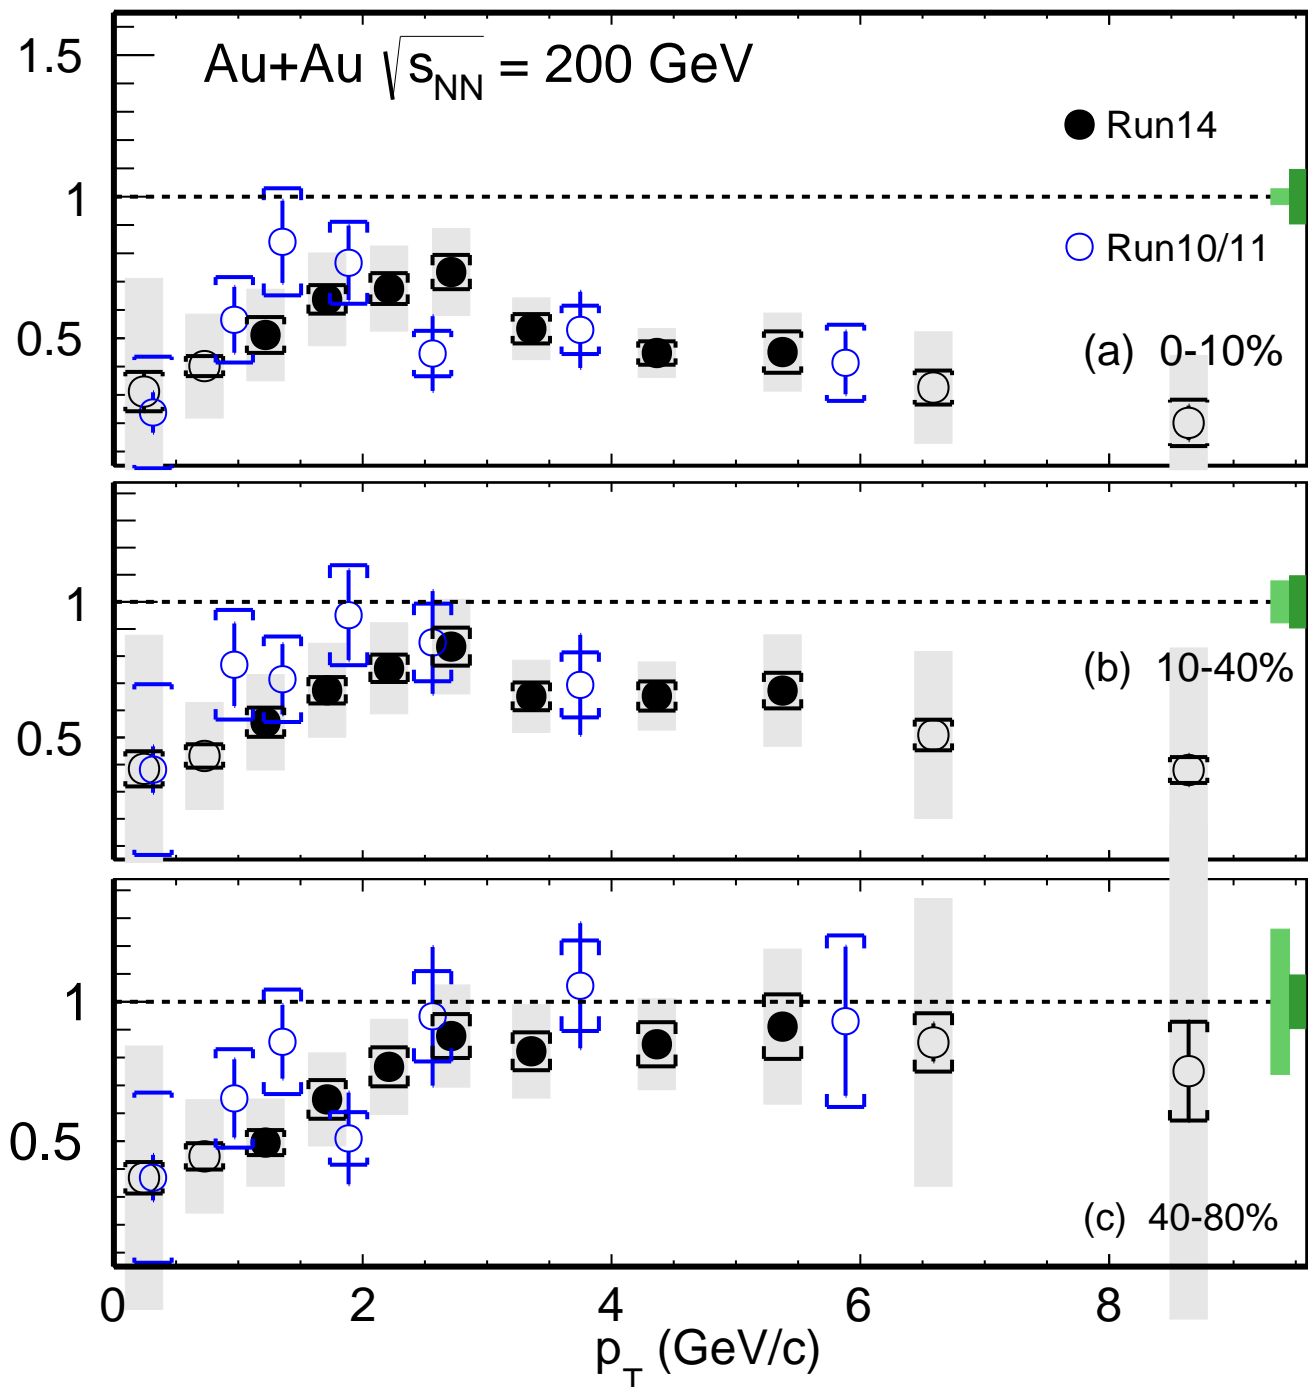 Au+Au √s_NN = 200 GeV
Run14
Run10/11
1.5
1
0.5
(a) 0-10%
1
0.5
(b) 10-40%
1
0.5
(c) 40-80%
0 2 4 6 8
p_T (GeV/c)